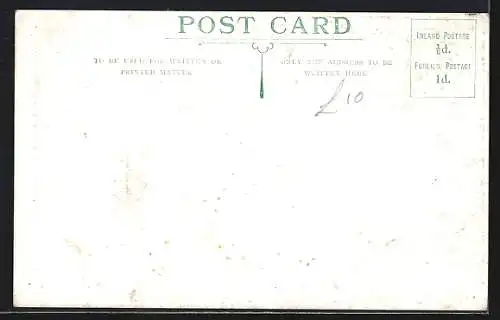 POST CARD
TO BE USED FOR WRITTEN OR
PRINTED MATTER
ONLY THE ADDRESS TO BE
WRITTEN HERE
INLAND POSTAGE
½d.
FOREIGN POSTAGE
1d.
£10